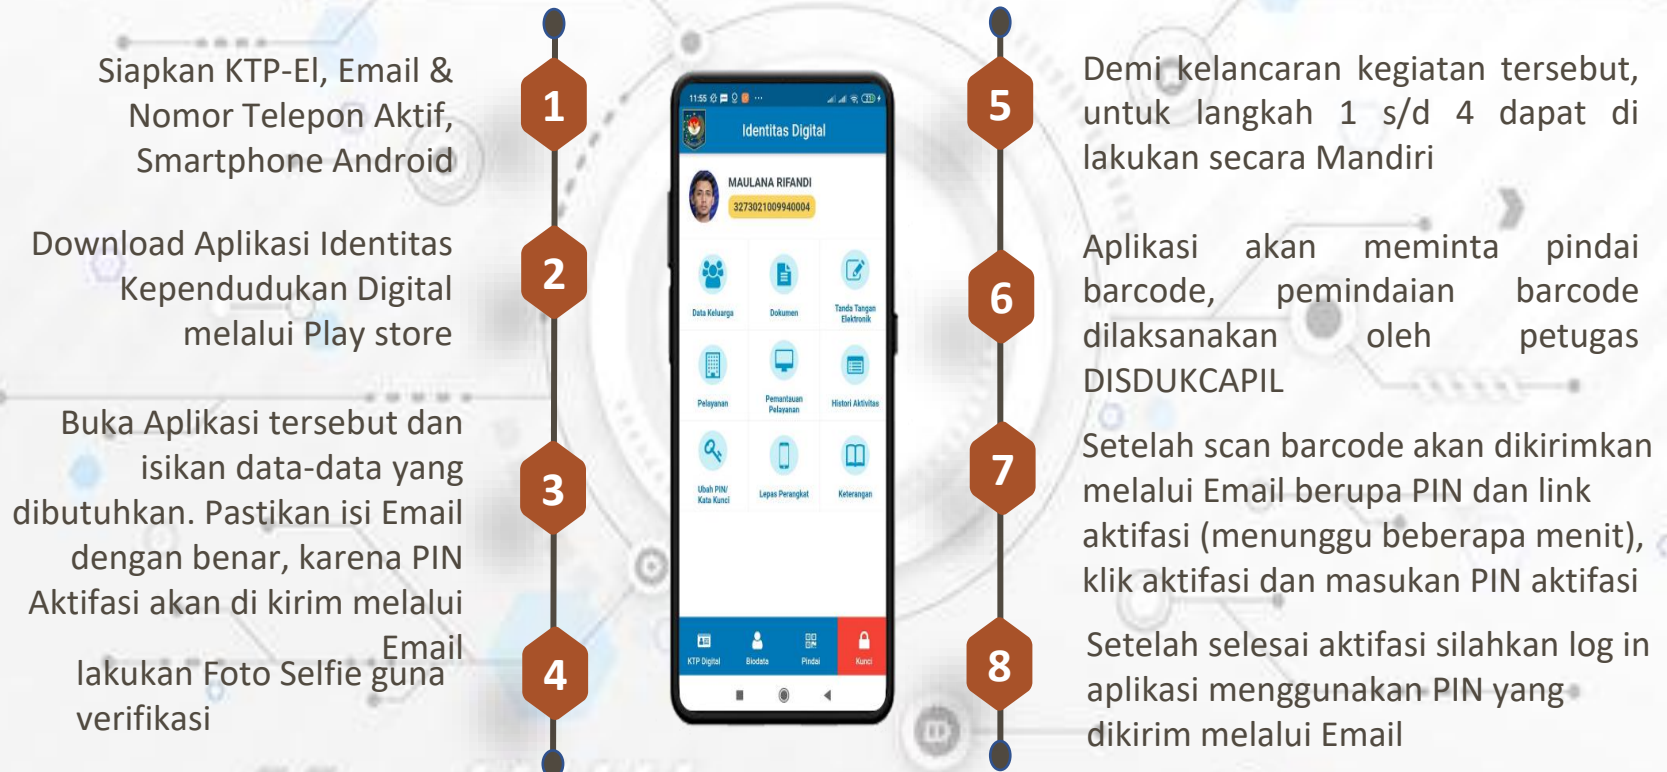 1
Siapkan KTP-El, Email &
Nomor Telepon Aktif,
Smartphone Android
2
Download Aplikasi Identitas
Kependudukan Digital
melalui Play store
3
Buka Aplikasi tersebut dan
isikan data-data yang
dibutuhkan. Pastikan isi Email
dengan benar, karena PIN
Aktifasi akan di kirim melalui
Email
4
lakukan Foto Selfie guna
verifikasi
11:55
Identitas Digital
MAULANA RIFANDI
3273021009940004
Data Keluarga
Dokumen
Tanda Tangan
Elektronik
Pelayanan
Pemantauan
Pelayanan
Histori Aktivitas
Ubah PIN/
Kata Kunci
Lepas Perangkat
Keterangan
KTP Digital
Biodata
Pindai
Kunci
5
Demi kelancaran kegiatan tersebut,
untuk langkah 1 s/d 4 dapat di
lakukan secara Mandiri
6
Aplikasi akan meminta pindai
barcode, pemindaian barcode
dilaksanakan oleh petugas
DISDUKCAPIL
7
Setelah scan barcode akan dikirimkan
melalui Email berupa PIN dan link
aktifasi (menunggu beberapa menit),
klik aktifasi dan masukan PIN aktifasi
8
Setelah selesai aktifasi silahkan log in
aplikasi menggunakan PIN yang
dikirim melalui Email